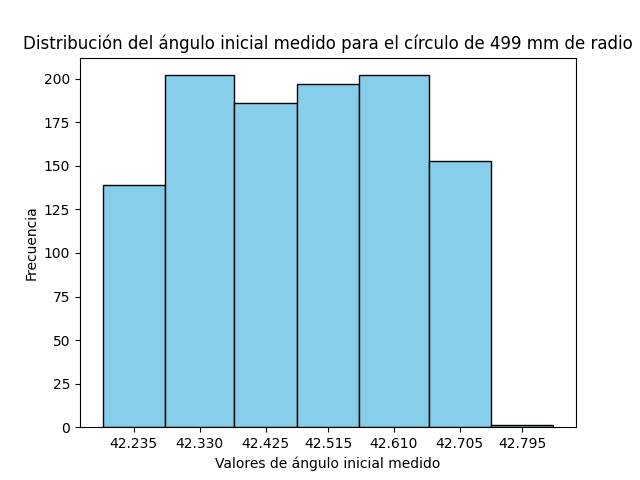 Distribución del ángulo inicial medido para el círculo de 499 mm de radio
200
175
150
125
100
75
50
25
0
Frecuencia
42.235 42.330 42.425 42.515 42.610 42.705 42.795
Valores de ángulo inicial medido